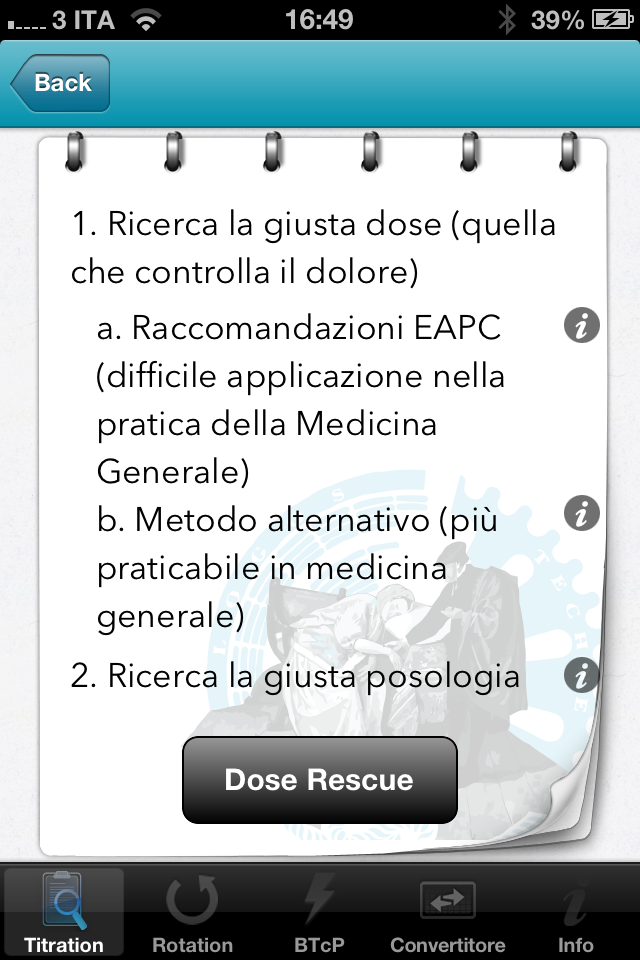 3 ITA 16:49 39%
Back
1. Ricerca la giusta dose (quella
che controlla il dolore)
a. Raccomandazioni EAPC
(difficile applicazione nella
pratica della Medicina
Generale)
b. Metodo alternativo (più
praticabile in medicina
generale)
2. Ricerca la giusta posologia
Dose Rescue
Titration Rotation BTcP Convertitore Info